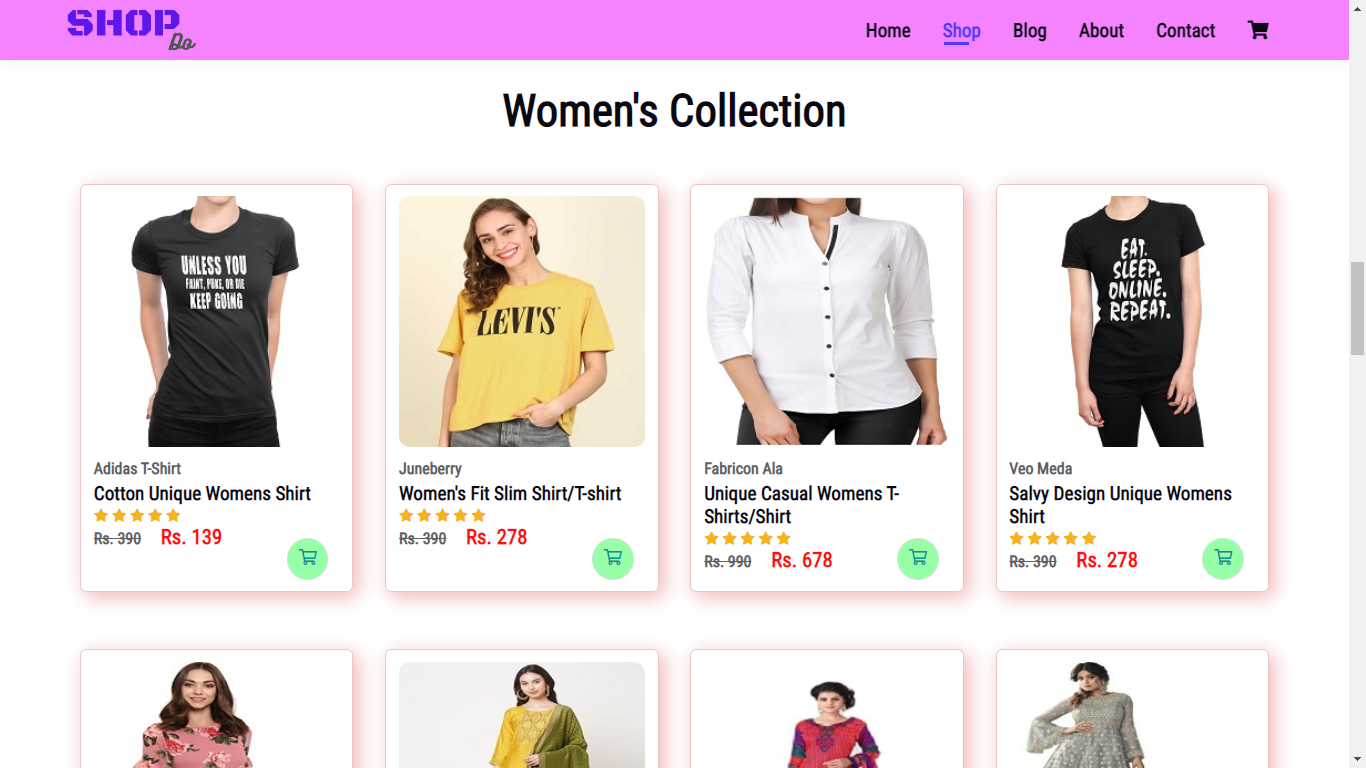 SHOP
Do
Home Shop Blog About Contact
Women's Collection
UNLESS YOU
FAINT, PUKE, OR DIE
KEEP GOING
LEVI'S®
EAT.
SLEEP.
ONLINE.
REPEAT.
Adidas T-Shirt
Cotton Unique Womens Shirt
Rs. 390 Rs. 139
Juneberry
Women's Fit Slim Shirt/T-shirt
Rs. 390 Rs. 278
Fabricon Ala
Unique Casual Womens T-
Shirts/Shirt
Rs. 990 Rs. 678
Veo Meda
Salvy Design Unique Womens
Shirt
Rs. 390 Rs. 278